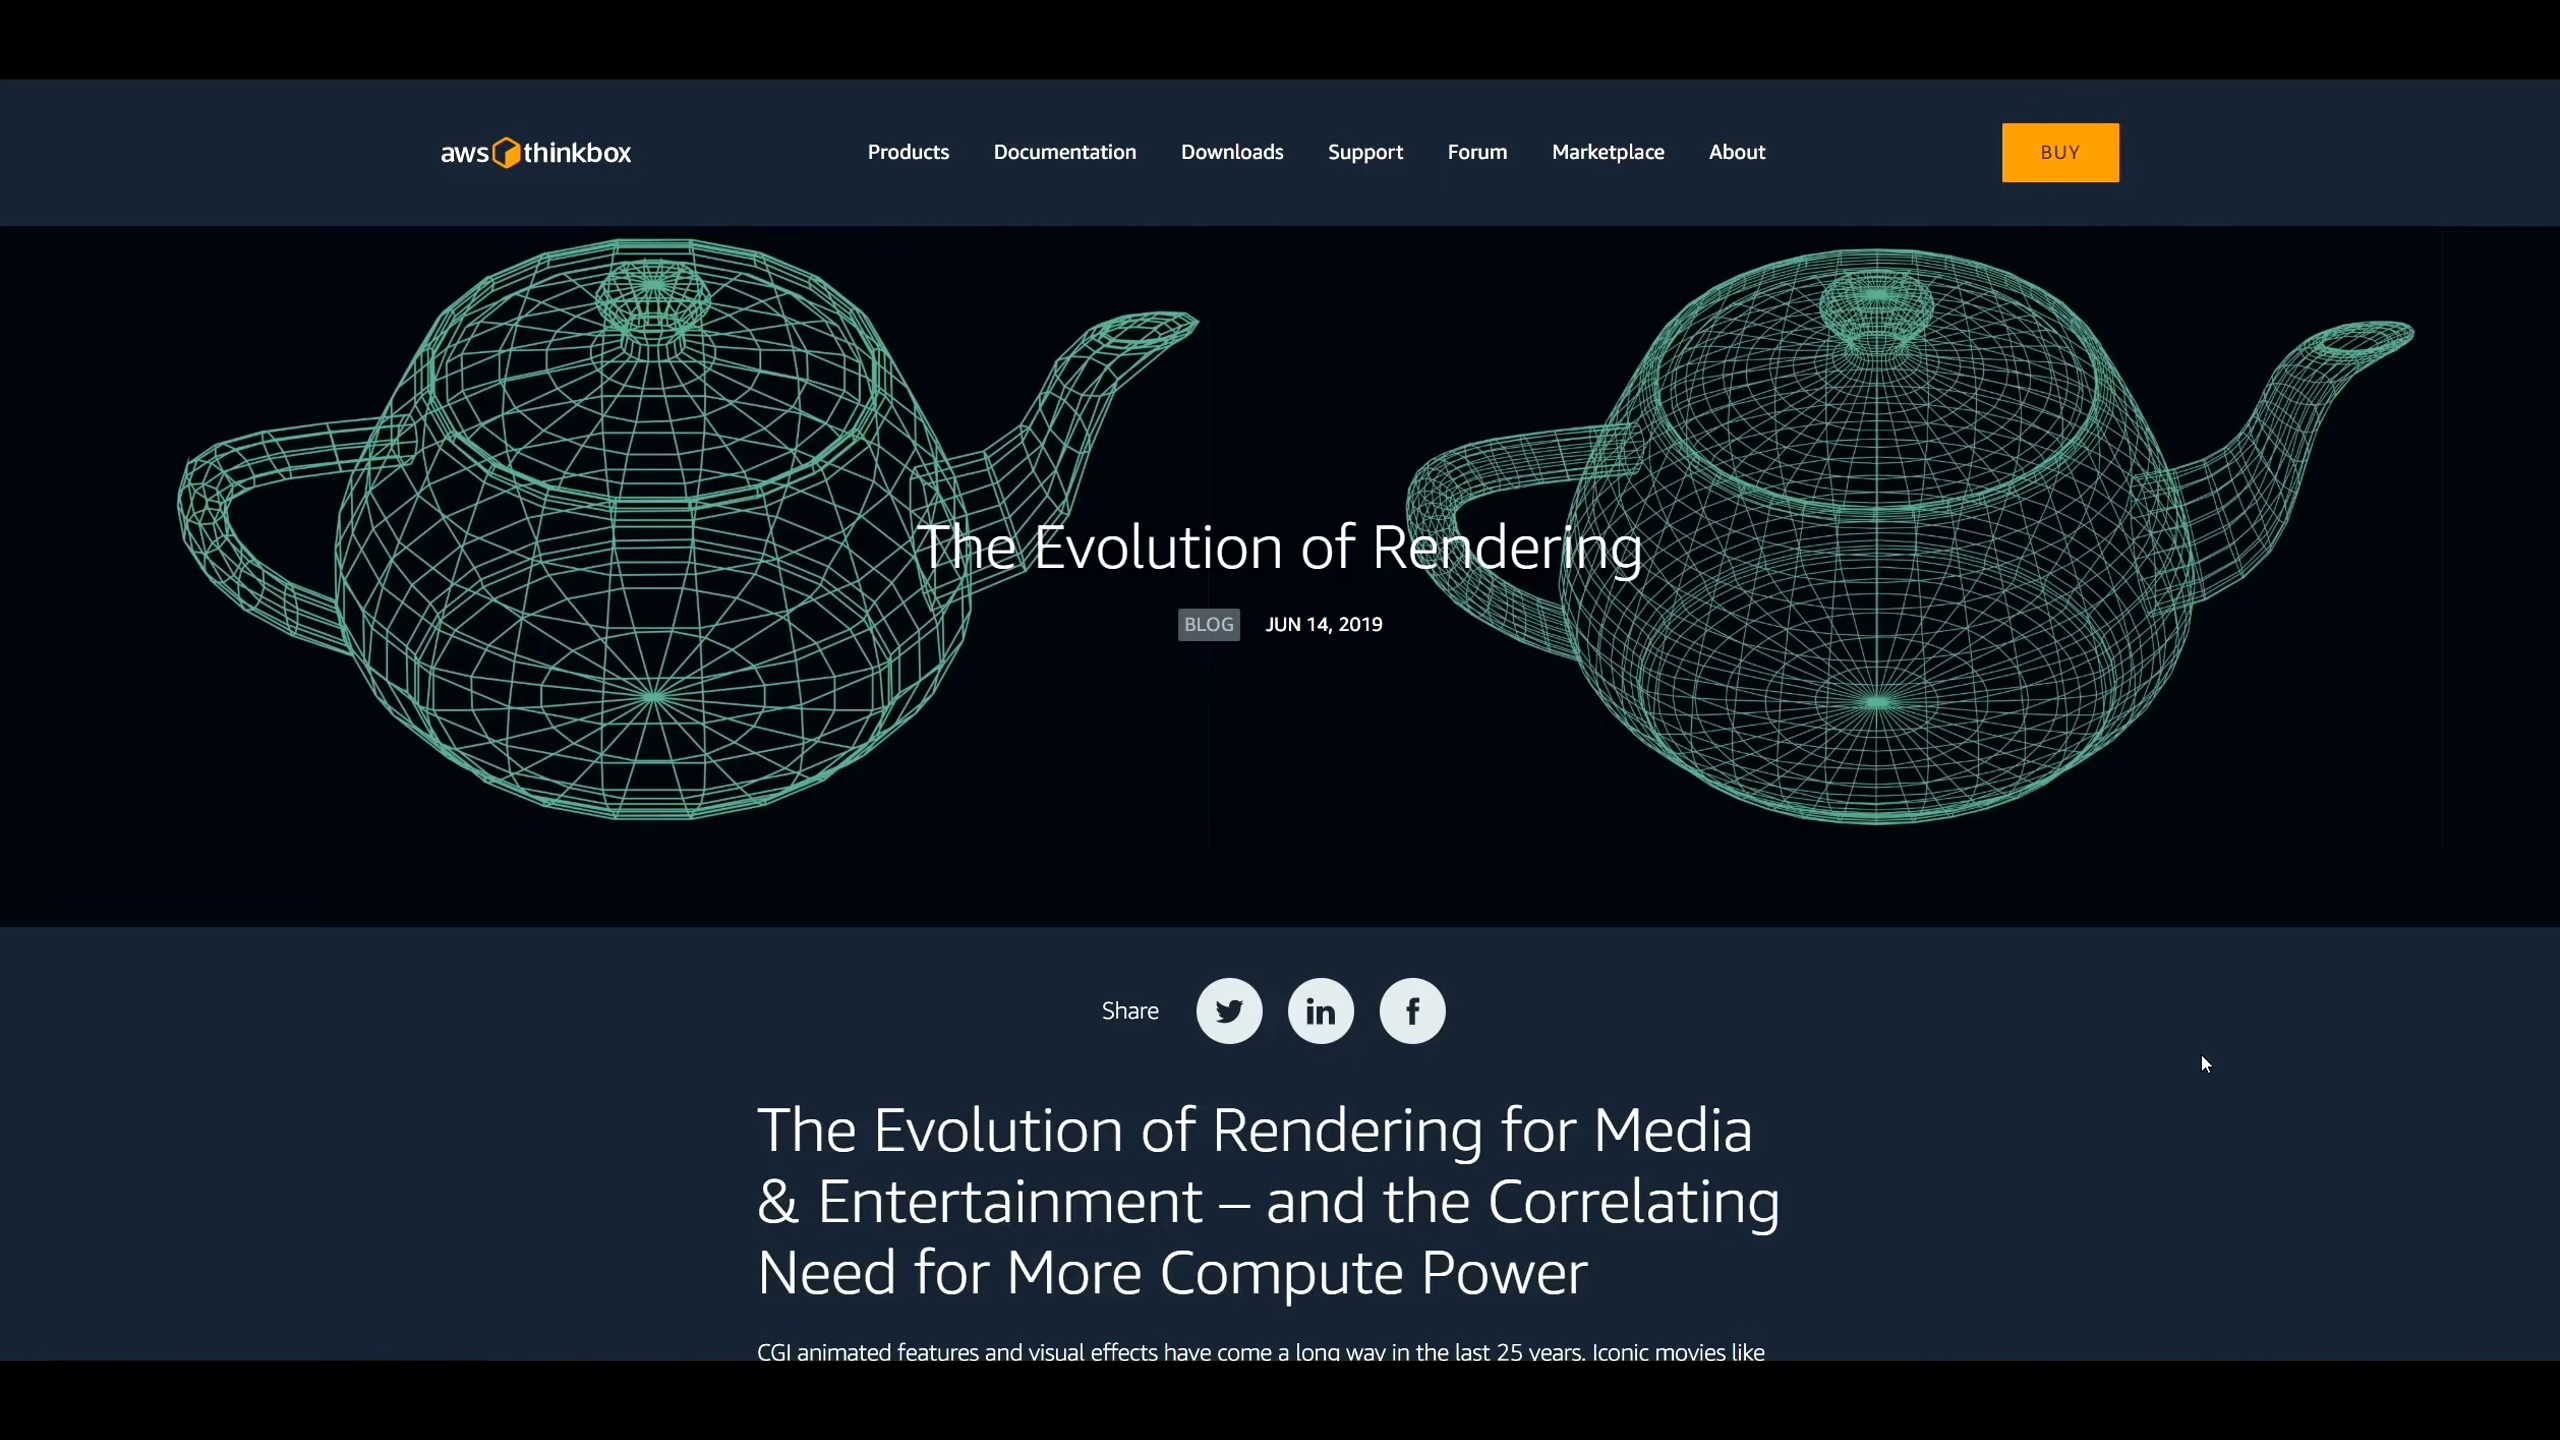 aws thinkbox
Products Documentation Downloads Support Forum Marketplace About
BUY
The Evolution of Rendering
BLOG JUN 14, 2019
Share
The Evolution of Rendering for Media
& Entertainment – and the Correlating
Need for More Compute Power
CGI animated features and visual effects have come a long way in the last 25 years. Iconic movies like